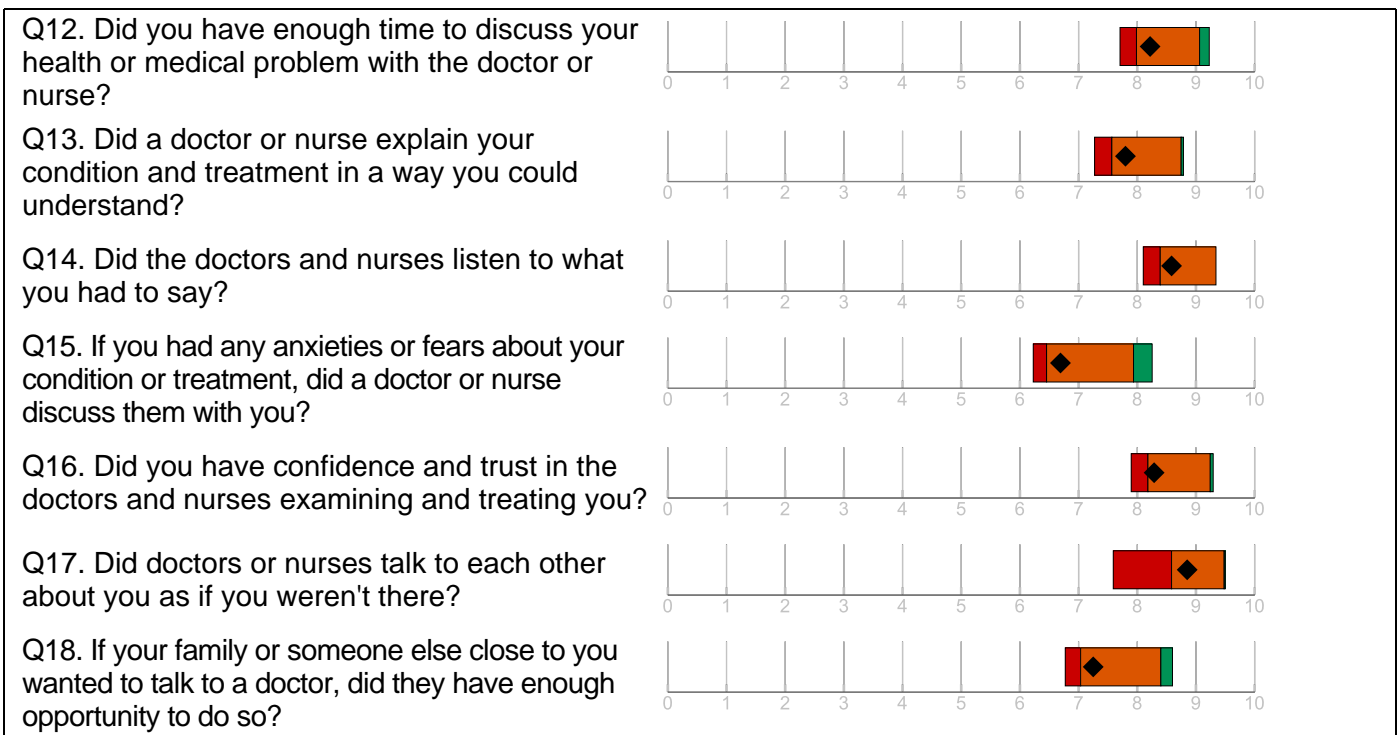 Q12. Did you have enough time to discuss your
health or medical problem with the doctor or
nurse?
0 1 2 3 4 5 6 7 8 9 10
Q13. Did a doctor or nurse explain your
condition and treatment in a way you could
understand?
0 1 2 3 4 5 6 7 8 9 10
Q14. Did the doctors and nurses listen to what
you had to say?
0 1 2 3 4 5 6 7 8 9 10
Q15. If you had any anxieties or fears about your
condition or treatment, did a doctor or nurse
discuss them with you?
0 1 2 3 4 5 6 7 8 9 10
Q16. Did you have confidence and trust in the
doctors and nurses examining and treating you?
0 1 2 3 4 5 6 7 8 9 10
Q17. Did doctors or nurses talk to each other
about you as if you weren't there?
0 1 2 3 4 5 6 7 8 9 10
Q18. If your family or someone else close to you
wanted to talk to a doctor, did they have enough
opportunity to do so?
0 1 2 3 4 5 6 7 8 9 10